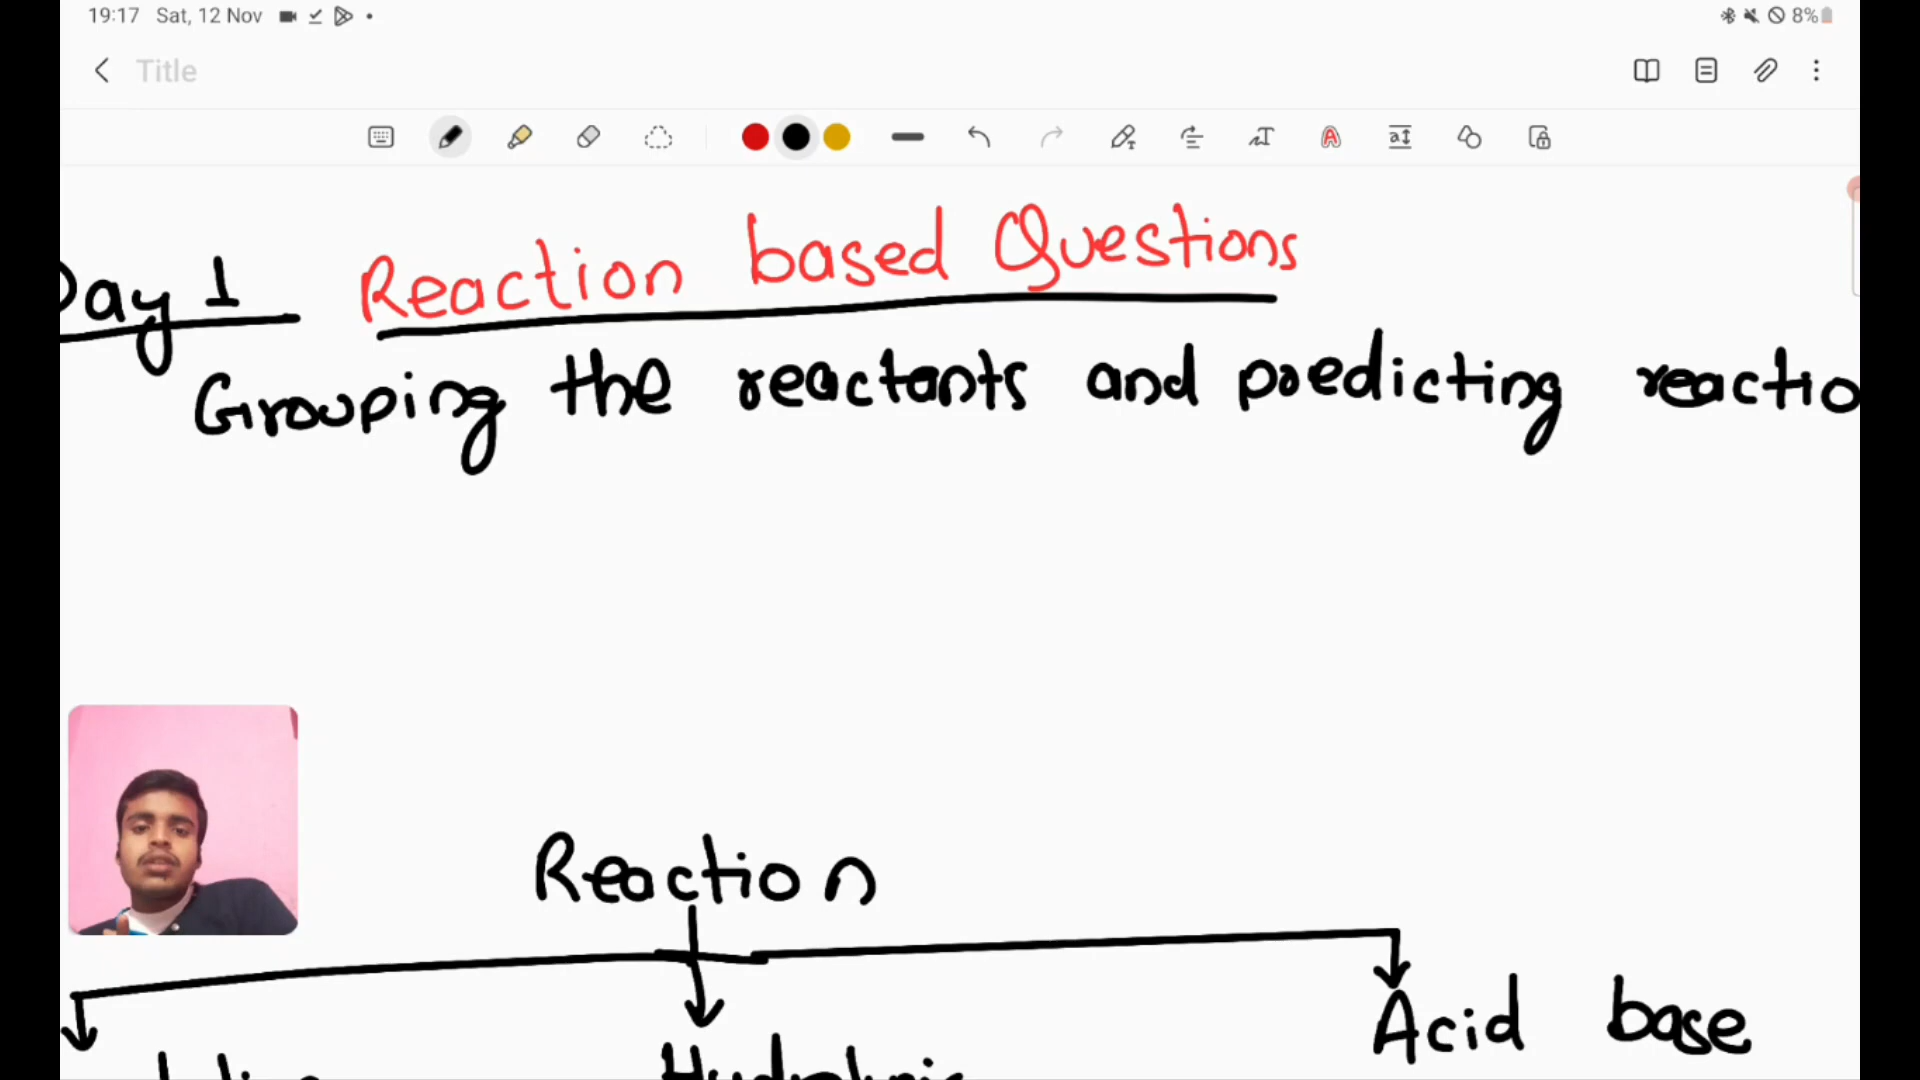 19:17 Sat, 12 Nov 8%
Title
Day 1 Reaction based Questions
Grouping the reactants and predicting reactio
Reaction
Acid base